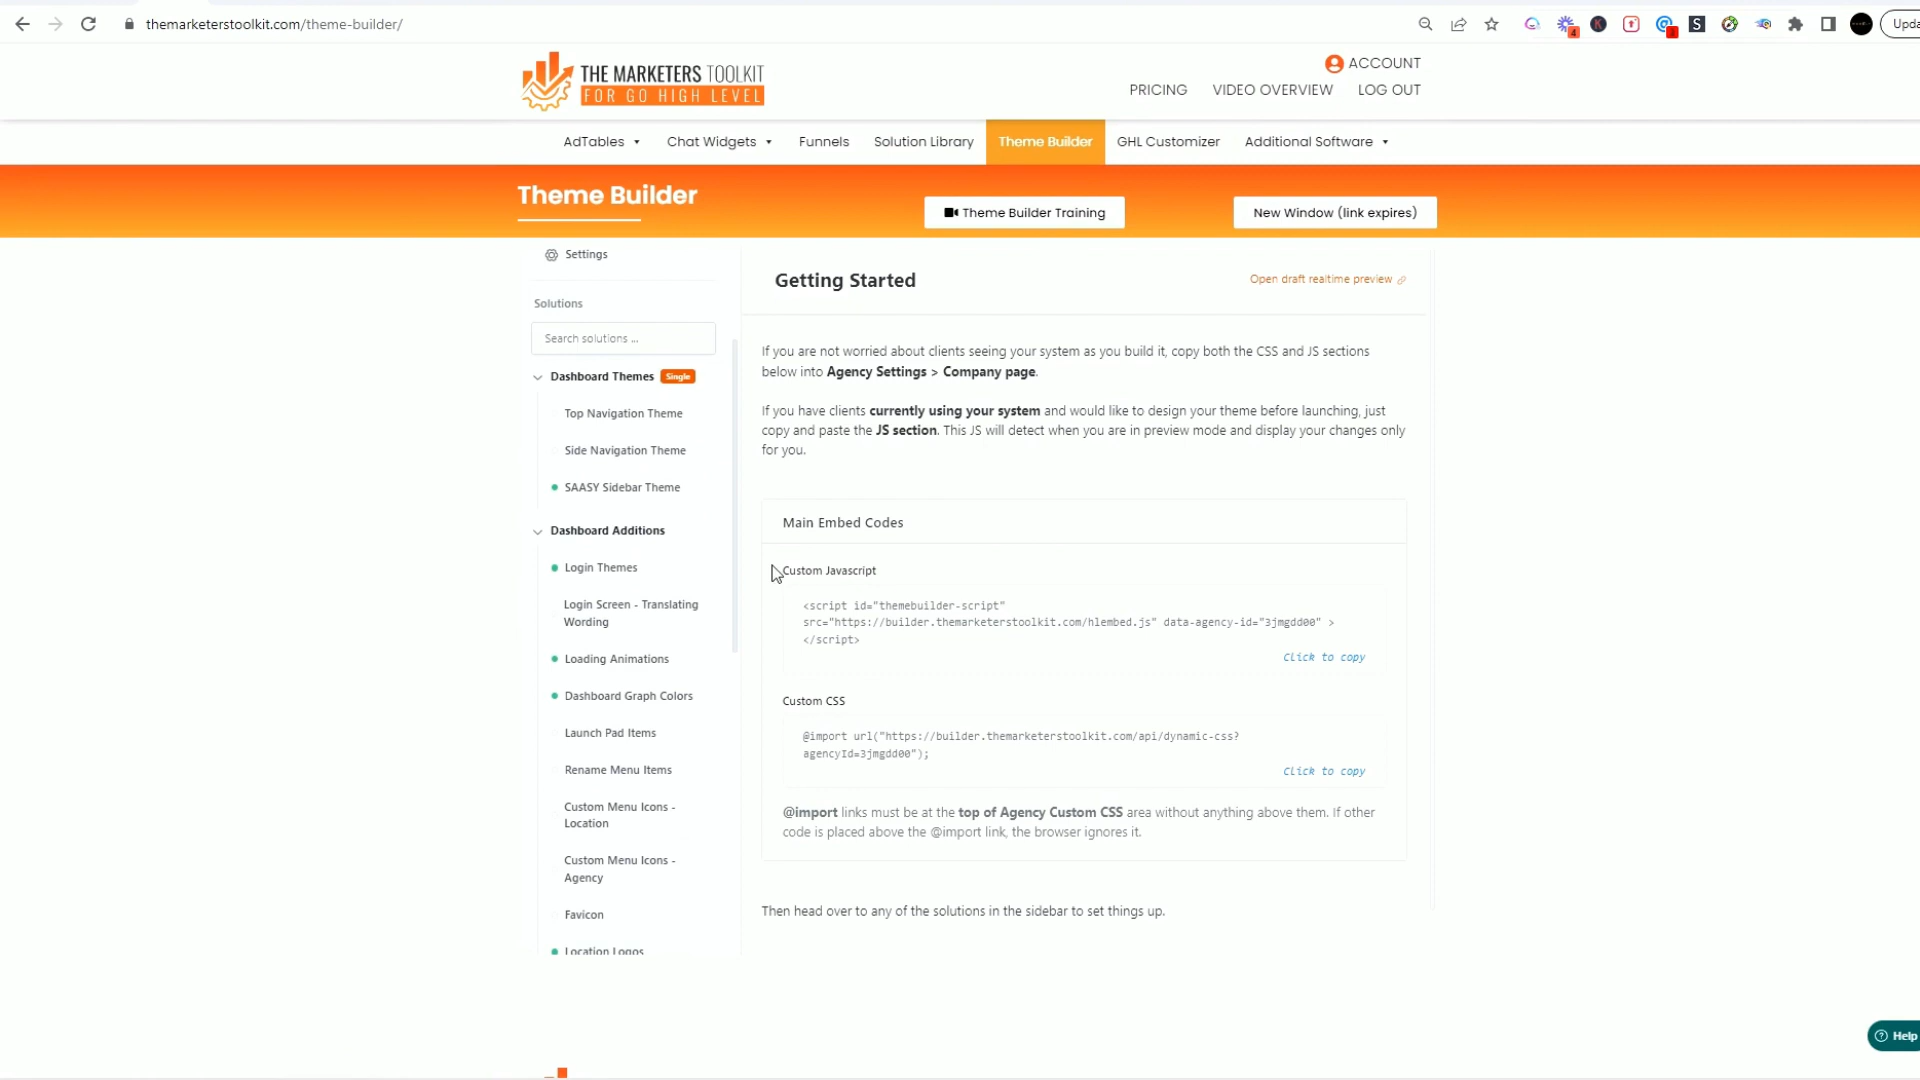 themarketerstoolkit.com/theme-builder/
4
3
S
Upda
THE MARKETERS TOOLKIT
FOR GO HIGH LEVEL
ACCOUNT
PRICING
VIDEO OVERVIEW
LOG OUT
AdTables
Chat Widgets
Funnels
Solution Library
Theme Builder
GHL Customizer
Additional Software
Theme Builder
Theme Builder Training
New Window (link expires)
Settings
Solutions
Search solutions ...
Dashboard Themes Single
Top Navigation Theme
Side Navigation Theme
SAASY Sidebar Theme
Dashboard Additions
Login Themes
Login Screen - Translating
Wording
Loading Animations
Dashboard Graph Colors
Launch Pad Items
Rename Menu Items
Custom Menu Icons -
Location
Custom Menu Icons -
Agency
Favicon
Location Logos
Getting Started
Open draft realtime preview
If you are not worried about clients seeing your system as you build it, copy both the CSS and JS sections
below into Agency Settings > Company page.
If you have clients currently using your system and would like to design your theme before launching, just
copy and paste the JS section. This JS will detect when you are in preview mode and display your changes only
for you.
Main Embed Codes
Custom Javascript
<script id="themebuilder-script"
src="https://builder.themarketerstoolkit.com/hlembed.js" data-agency-id="3jmgdd00" >
</script>
Click to copy
Custom CSS
@import url("https://builder.themarketerstoolkit.com/api/dynamic-css?
agencyId=3jmgdd00");
Click to copy
@import links must be at the top of Agency Custom CSS area without anything above them. If other
code is placed above the @import link, the browser ignores it.
Then head over to any of the solutions in the sidebar to set things up.
Help